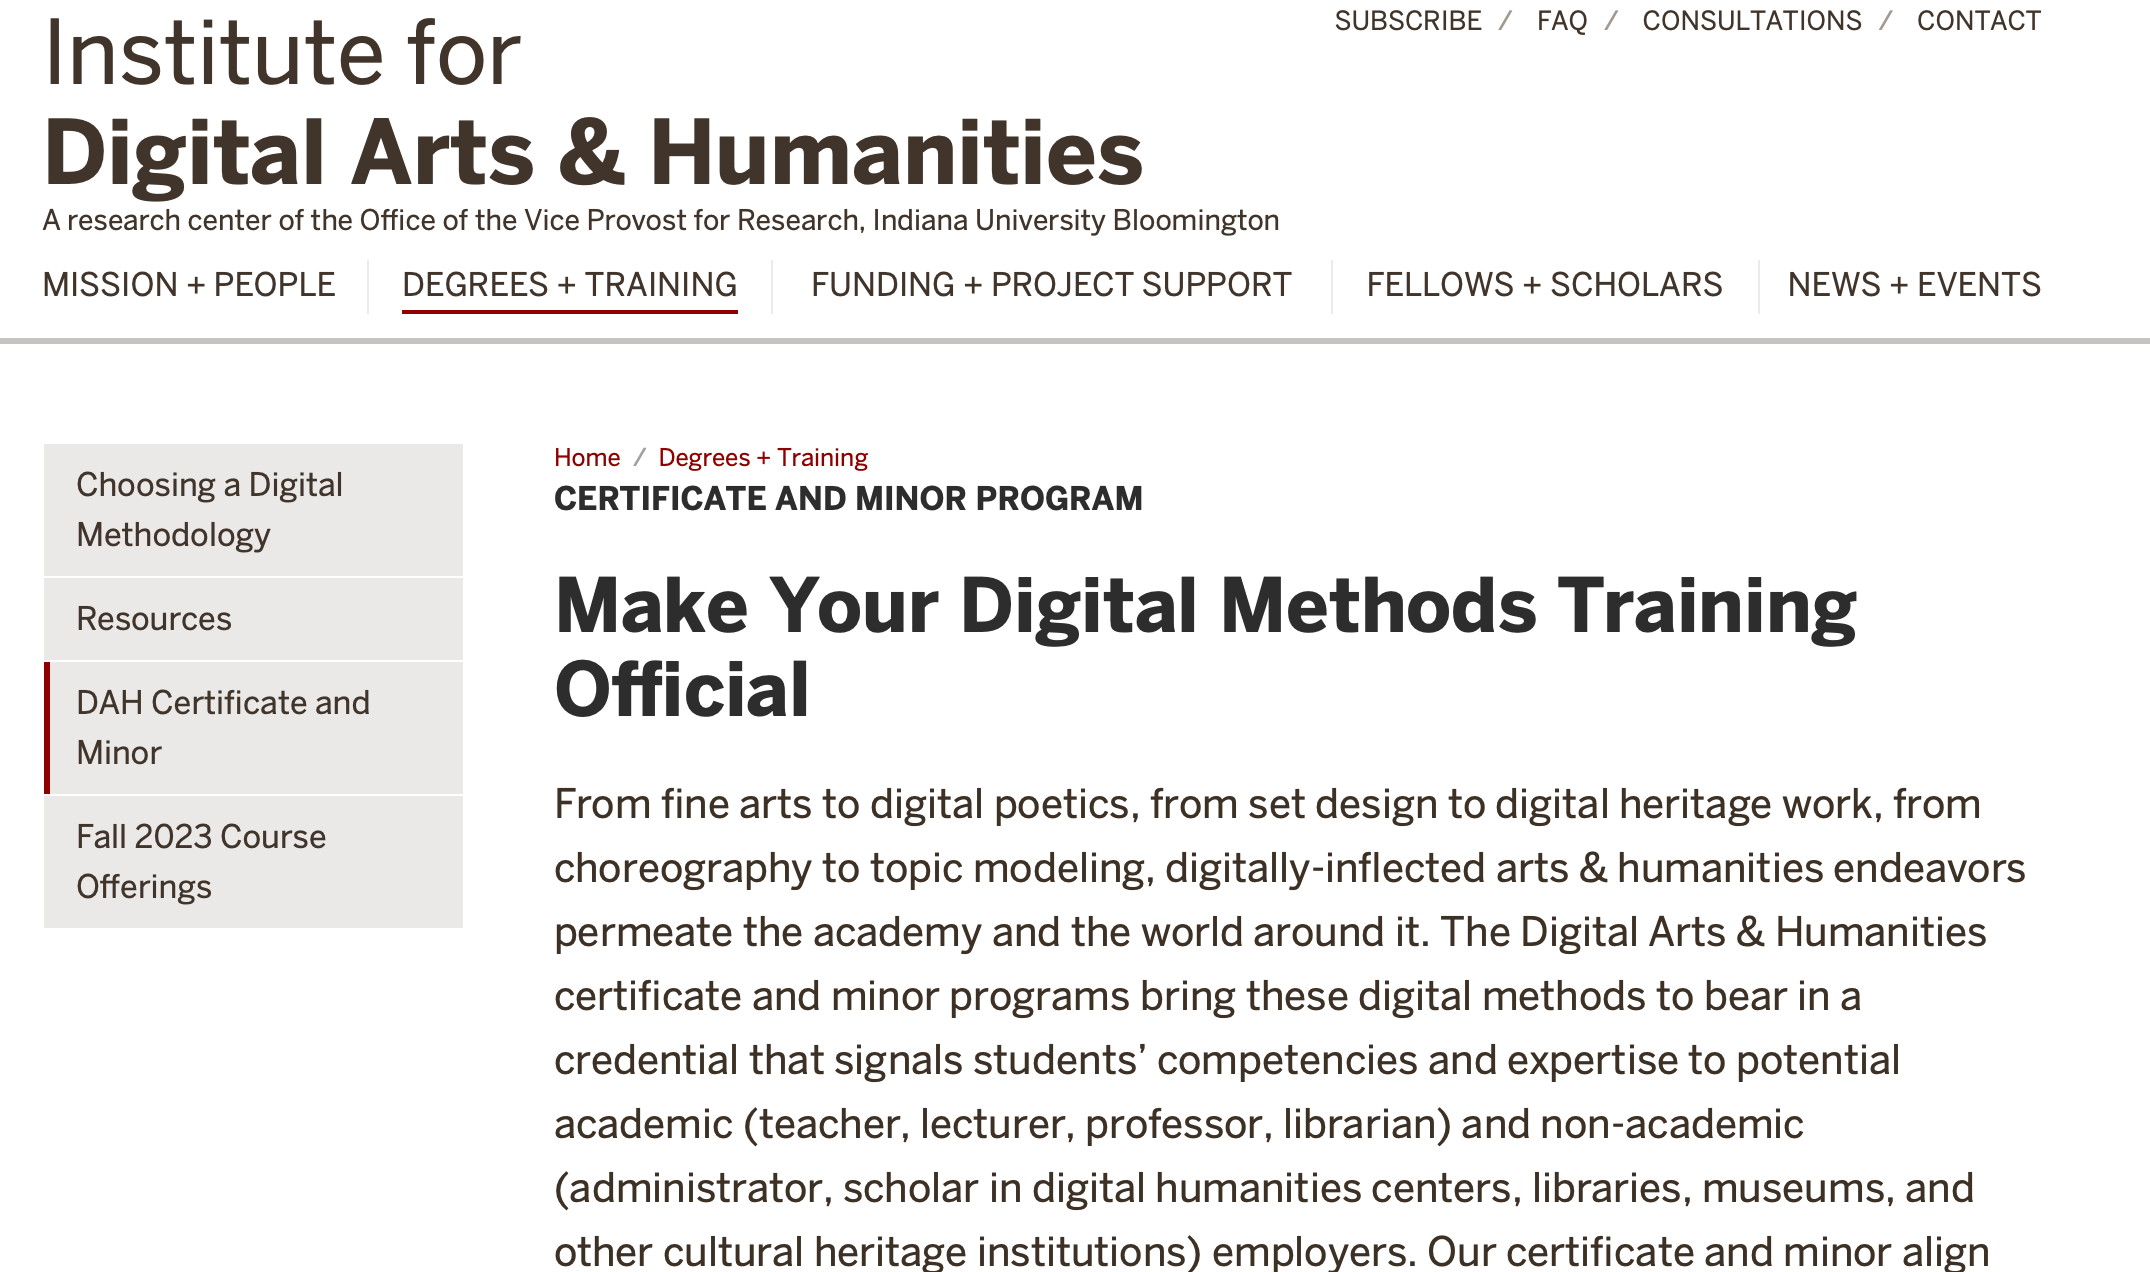 Institute for
Digital Arts & Humanities
A research center of the Office of the Vice Provost for Research, Indiana University Bloomington
SUBSCRIBE / FAQ / CONSULTATIONS / CONTACT
MISSION + PEOPLE
DEGREES + TRAINING
FUNDING + PROJECT SUPPORT
FELLOWS + SCHOLARS
NEWS + EVENTS
Choosing a Digital
Methodology
Resources
DAH Certificate and
Minor
Fall 2023 Course
Offerings
Home / Degrees + Training
CERTIFICATE AND MINOR PROGRAM
Make Your Digital Methods Training
Official
From fine arts to digital poetics, from set design to digital heritage work, from
choreography to topic modeling, digitally-inflected arts & humanities endeavors
permeate the academy and the world around it. The Digital Arts & Humanities
certificate and minor programs bring these digital methods to bear in a
credential that signals students’ competencies and expertise to potential
academic (teacher, lecturer, professor, librarian) and non-academic
(administrator, scholar in digital humanities centers, libraries, museums, and
other cultural heritage institutions) employers. Our certificate and minor align